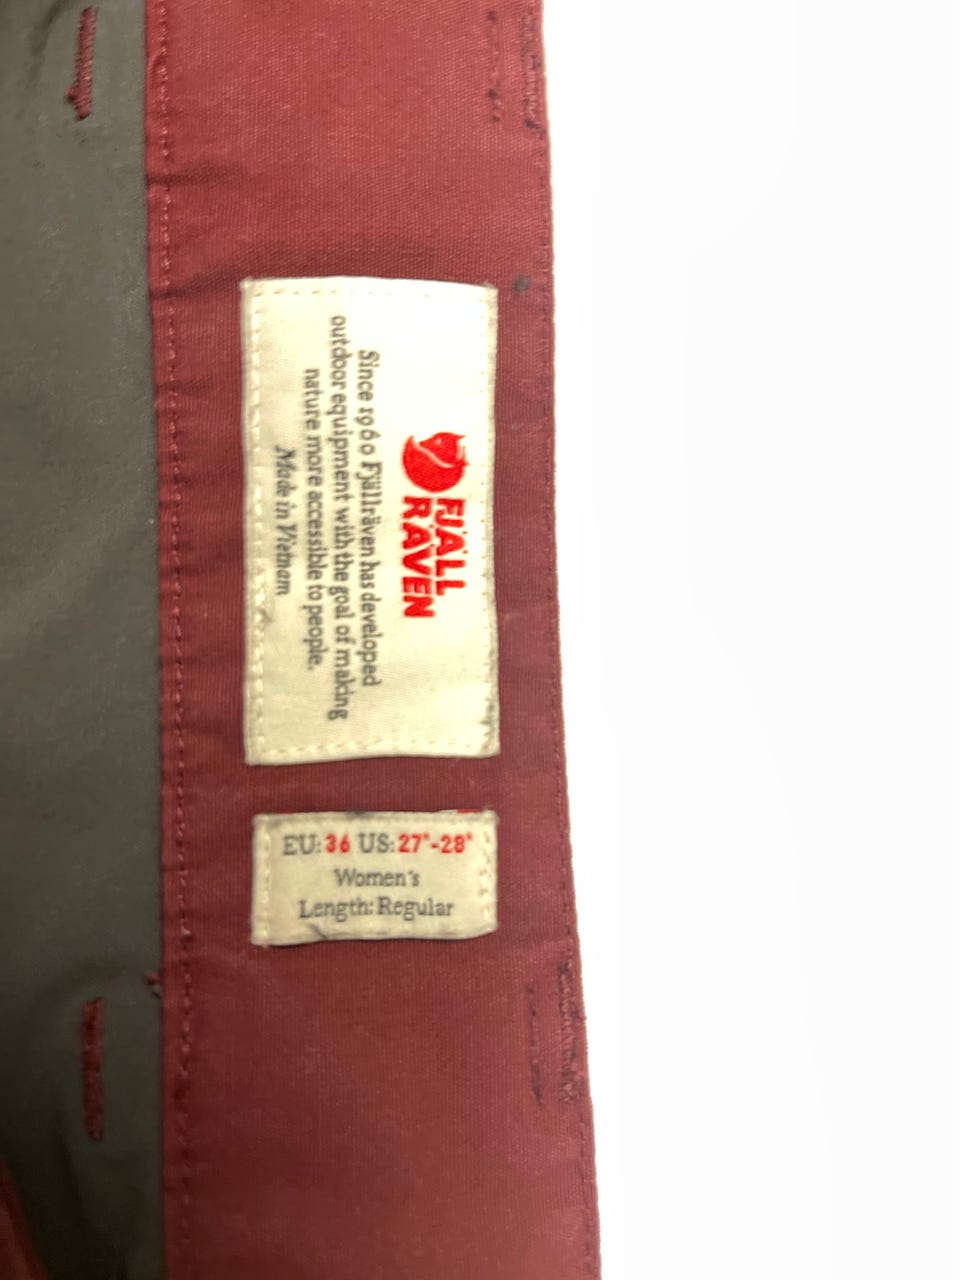 FJÄLL
RÄVEN
Since 1960 Fjällräven has developed
outdoor equipment with the goal of making
nature more accessible to people.
Made in Vietnam
EU: 36 US: 27"-28"
Women's
Length: Regular